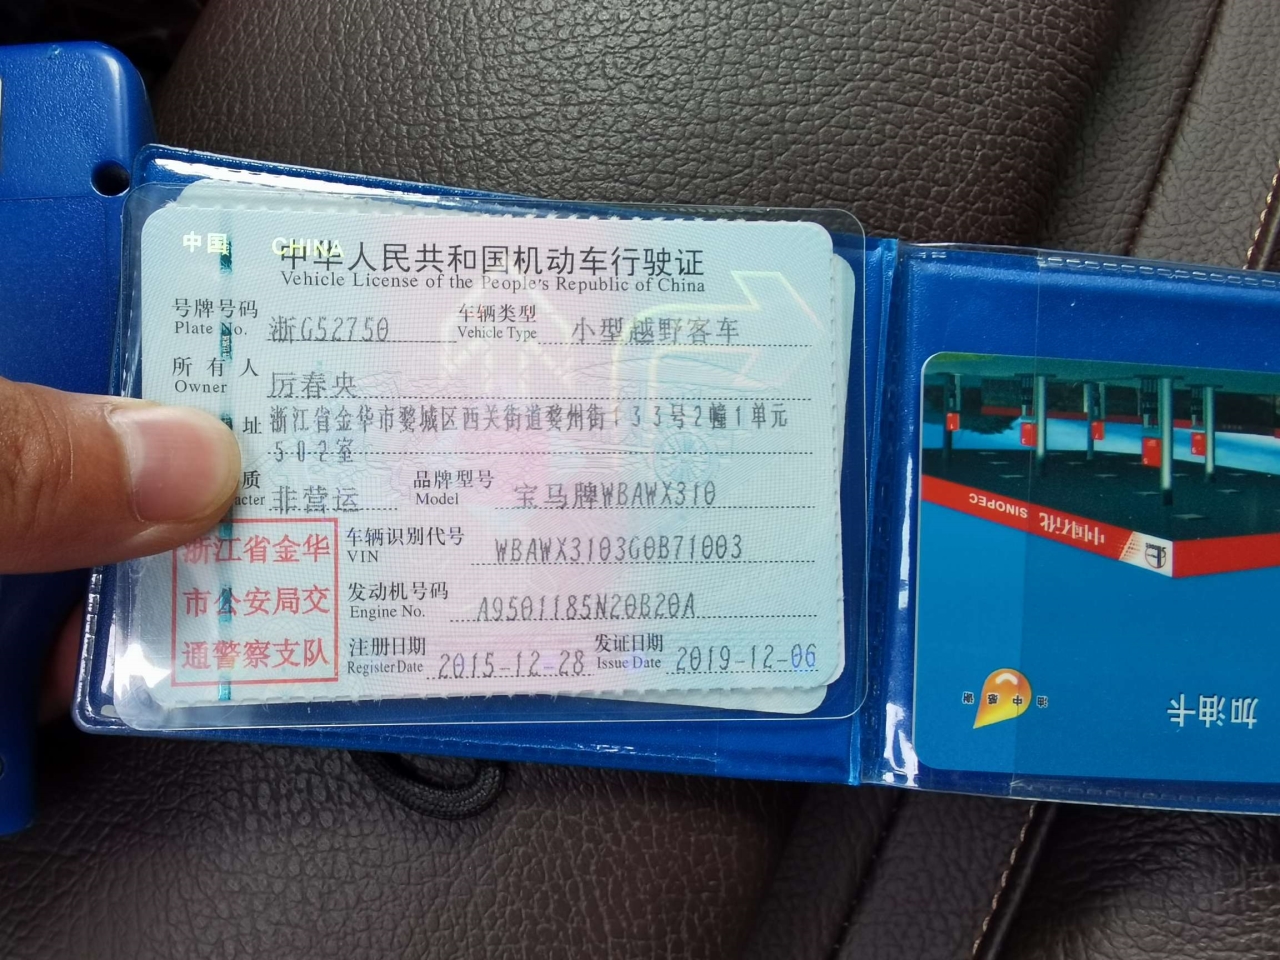 中国 CHINA
中华人民共和国机动车行驶证
Vehicle License of the People's Republic of China
号牌号码 浙G52750 车辆类型 小型越野客车
Plate No. Vehicle Type
所有人 厉春央
Owner
址 浙江省金华市婺城区西关街道婺州街133号2幢1单元
502室
质 非营运 品牌型号 宝马牌WBAWX310
acter Model
浙江省金华
市公安局交
通警察支队
车辆识别代号 WBAWX3103G0B71003
VIN
发动机号码 A9501185N20B20A
Engine No.
注册日期 2015-12-28 发证日期 2019-12-06
Register Date Issue Date
中国石化 SINOPEC
加油卡
油中感谢